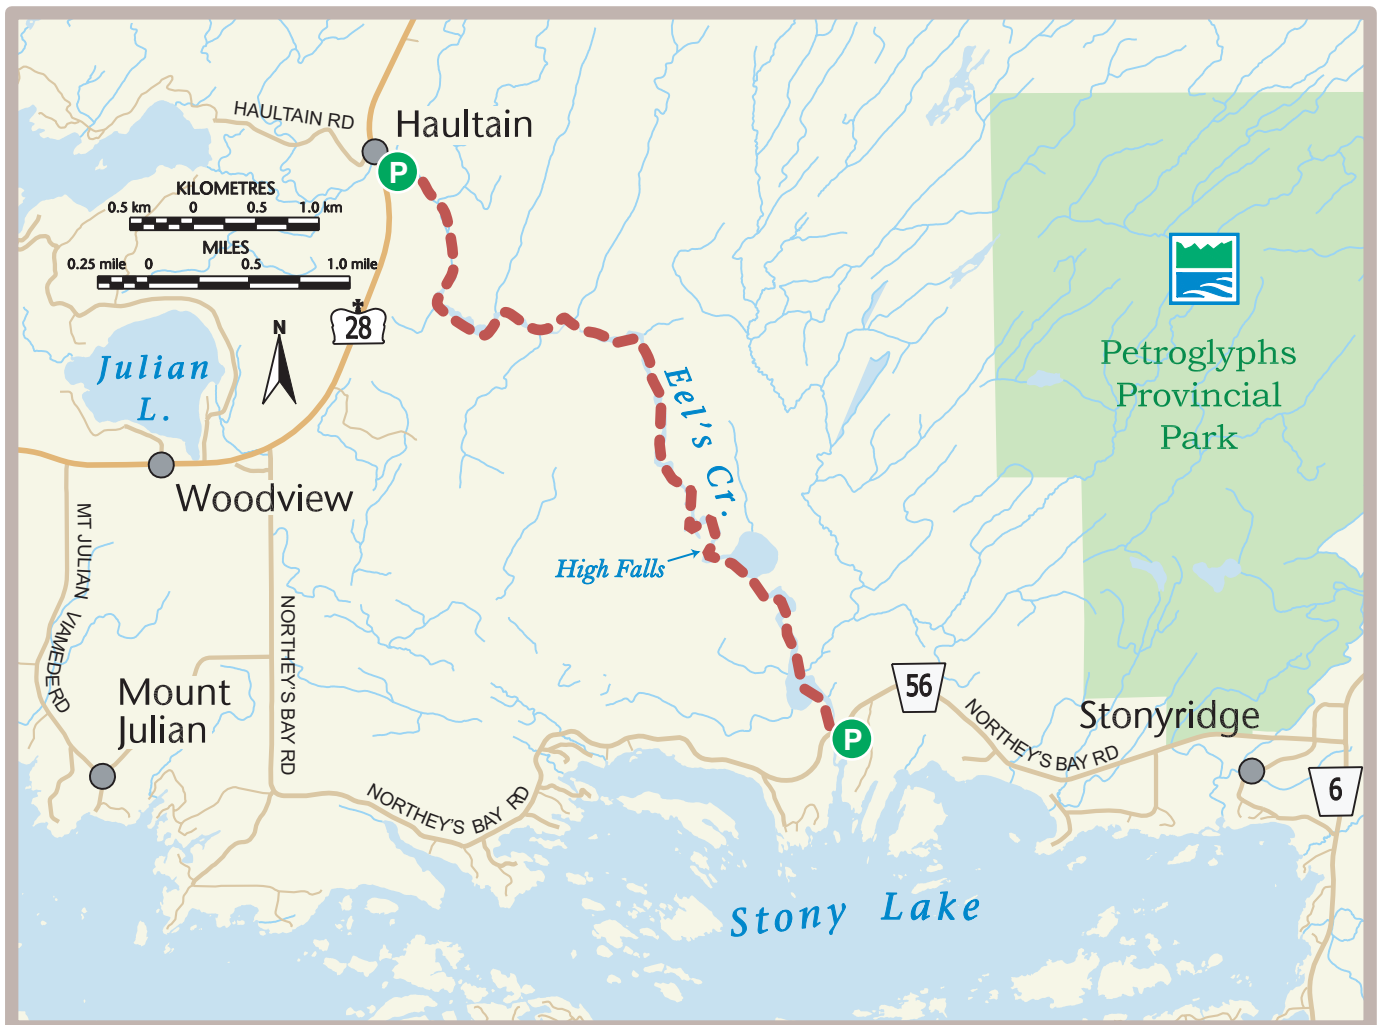 HAULTAIN RD
Haultain
P
KILOMETRES
0.5 km 0 0.5 1.0 km
MILES
0.25 mile 0 0.5 1.0 mile
28
N
Julian
L.
Petroglyphs
Provincial
Park
Eel's Cr.
Woodview
MT JULIAN VIAMEDE RD
High Falls
NORTHEY'S BAY RD
Mount
Julian
56
NORTHEY'S BAY RD
Stonyridge
P
6
NORTHEY'S BAY RD
Stony Lake